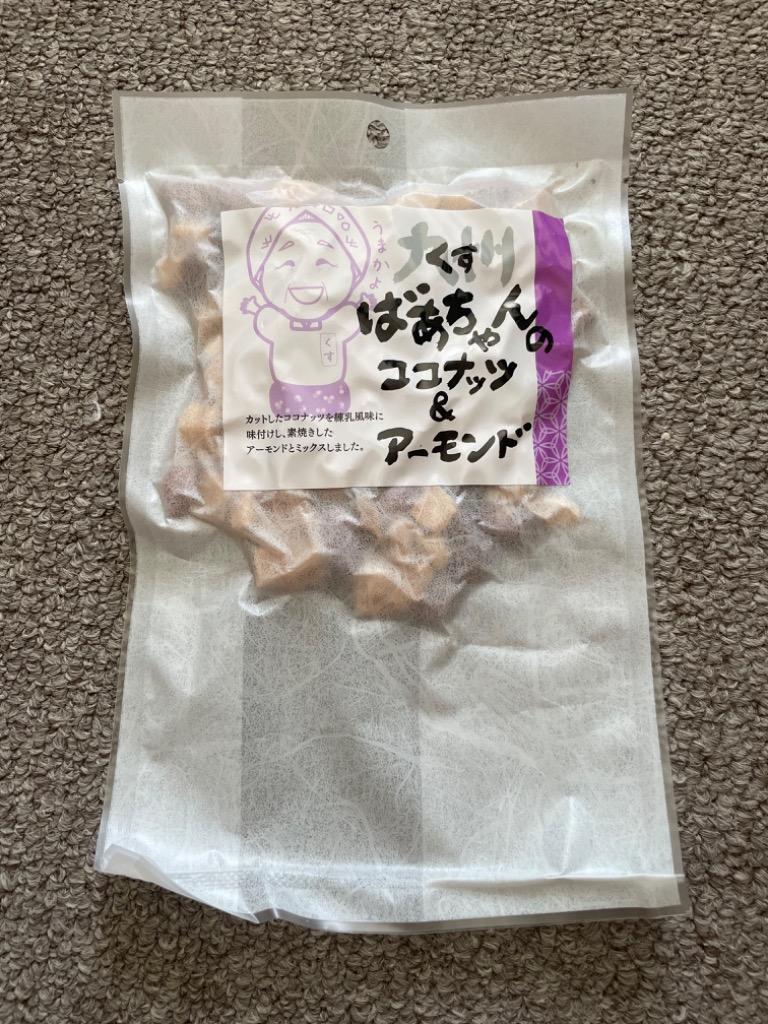 うまかよ
九州
くす
ばあちゃんの
ココナッツ
&
アーモンド
くす
カットしたココナッツを練乳風味に
味付けし、素焼きした
アーモンドとミックスしました。